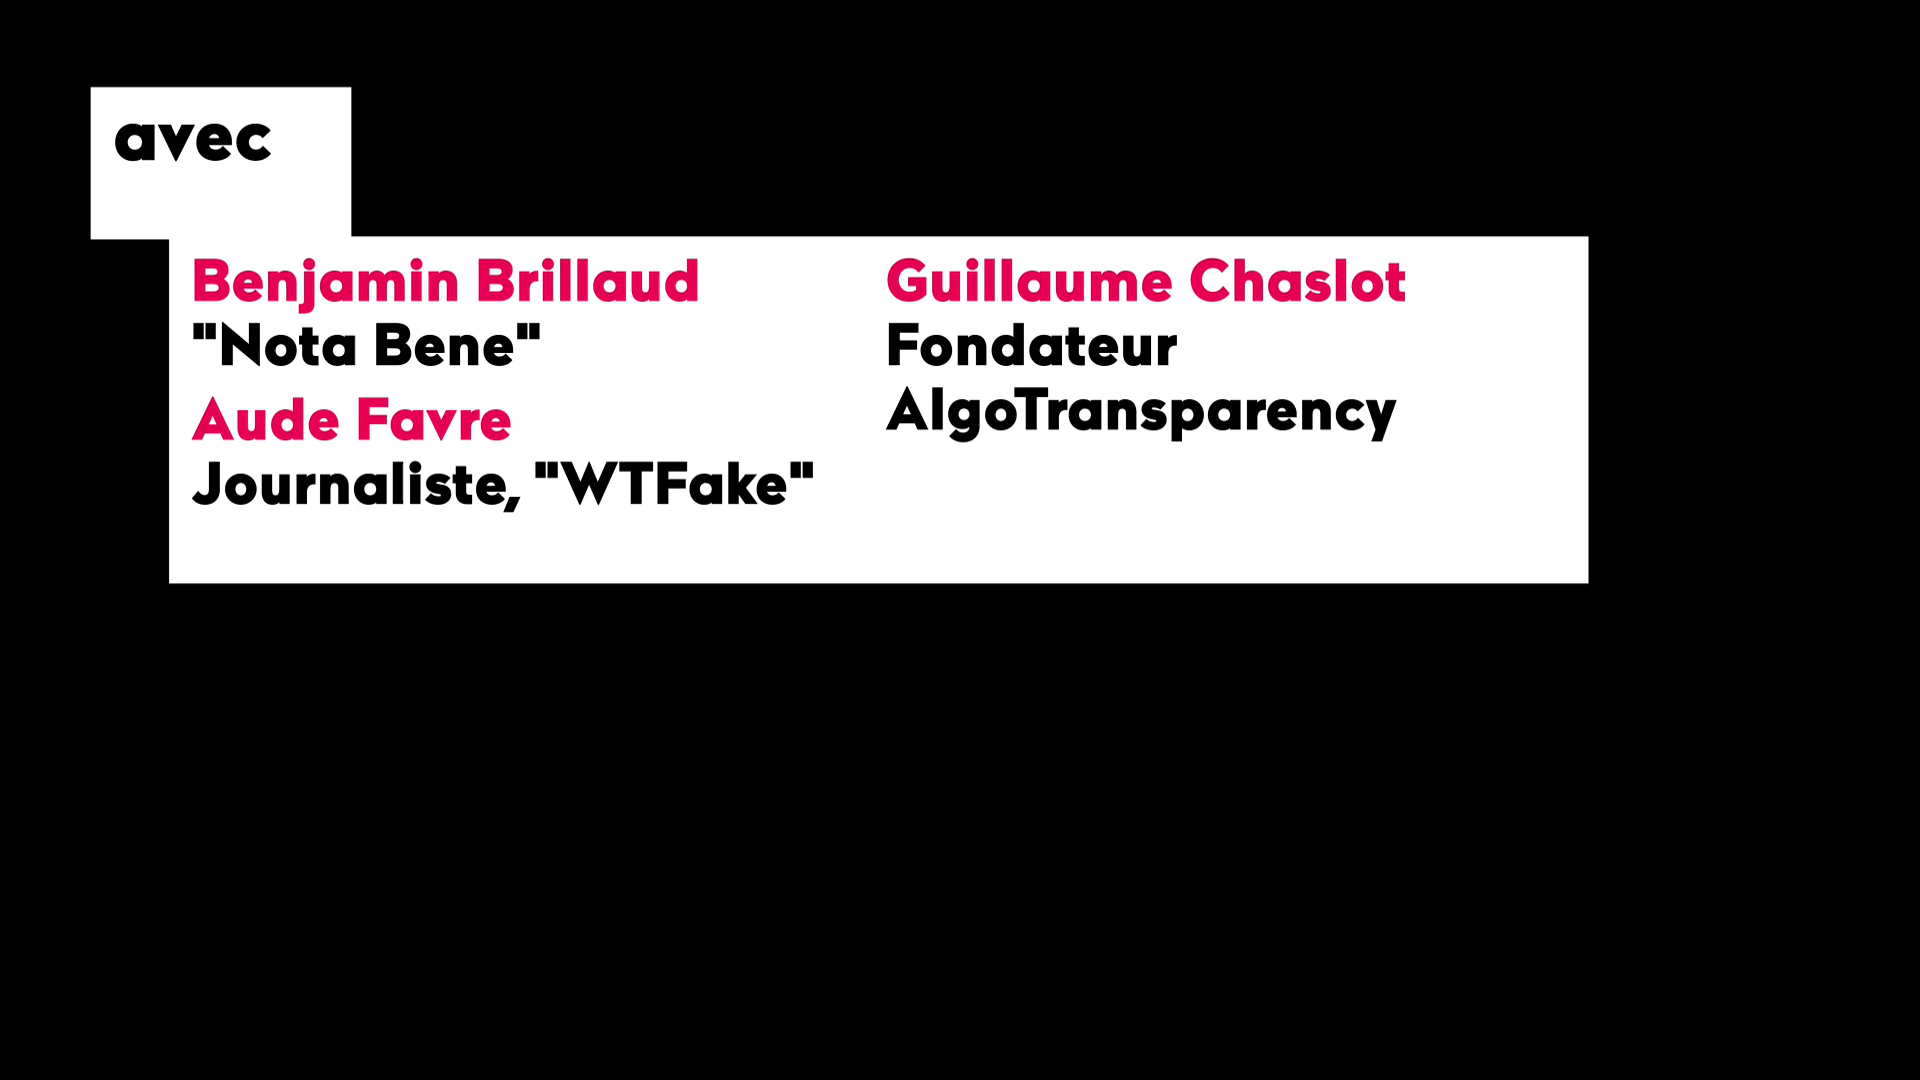 avec
Benjamin Brillaud
"Nota Bene"
Aude Favre
Journaliste, "WTFake"
Guillaume Chaslot
Fondateur
AlgoTransparency